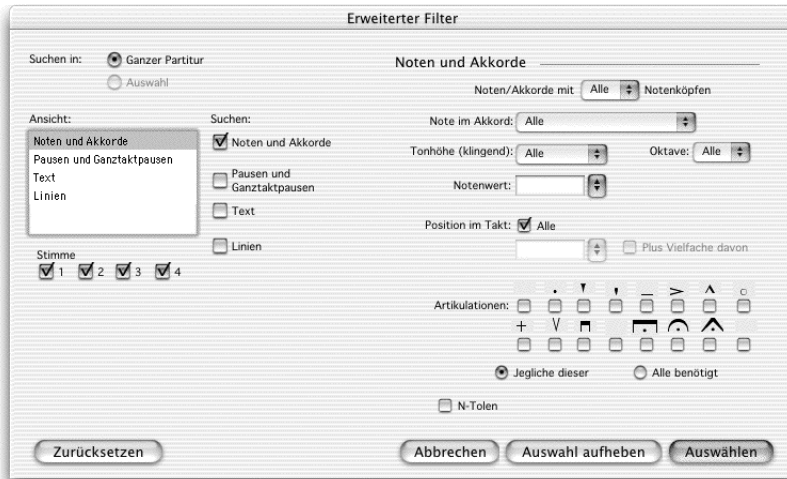 Erweiterter Filter
Suchen in: Ganzer Partitur
Auswahl
Ansicht:
Noten und Akkorde
Pausen und Ganztaktpausen
Text
Linien
Stimme
1 2 3 4
Suchen:
Noten und Akkorde
Pausen und
Ganztaktpausen
Text
Linien
Noten und Akkorde
Noten/Akkorde mit Alle Notenköpfen
Note im Akkord: Alle
Tonhöhe (klingend): Alle Oktave: Alle
Notenwert:
Position im Takt: Alle
Plus Vielfache davon
Artikulationen:
Jegliche dieser Alle benötigt
N-Tolen
Zurücksetzen Abbrechen Auswahl aufheben Auswählen